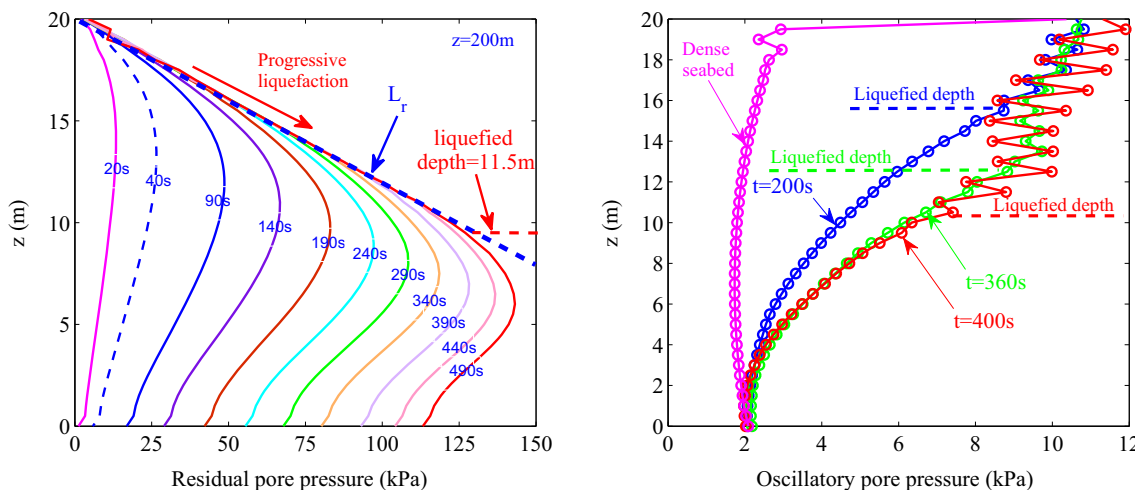 20
15
10
5
0
z (m)
0
25
50
75
100
125
150
Residual pore pressure (kPa)
z=200m
Progressive
liquefaction
L_r
liquefied
depth=11.5m
20s
40s
90s
140s
190s
240s
290s
340s
390s
440s
490s
20
18
16
14
12
10
8
6
4
2
0
z (m)
0
2
4
6
8
10
12
Oscillatory pore pressure (kPa)
Dense
seabed
Liquefied depth
Liquefied depth
t=200s
Liquefied depth
t=360s
t=400s